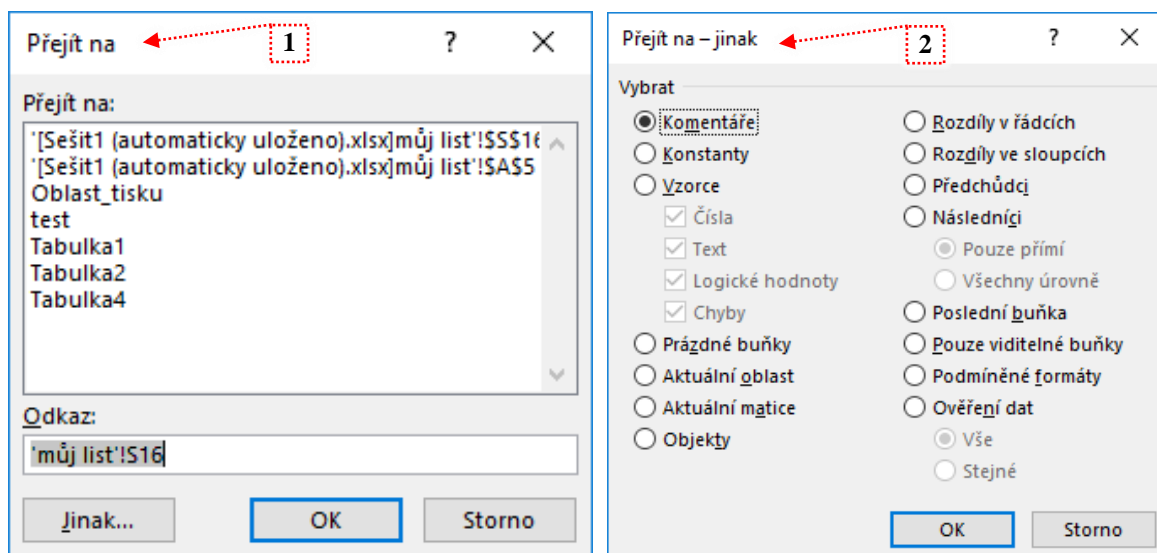 Přejít na
1
?
Přejít na:
'[Sešit1 (automaticky uloženo).xlsx]můj list'!$S$16
'[Sešit1 (automaticky uloženo).xlsx]můj list'!$A$5
Oblast_tisku
test
Tabulka1
Tabulka2
Tabulka4
Odkaz:
'můj list'!S16
Jinak...
OK
Storno
Přejít na – jinak
2
?
Vybrat
Komentáře
Konstanty
Vzorce
Čísla
Text
Logické hodnoty
Chyby
Prázdné buňky
Aktuální oblast
Aktuální matice
Objekty
Rozdíly v řádcích
Rozdíly ve sloupcích
Předchůdci
Následníci
Pouze přímí
Všechny úrovně
Poslední buňka
Pouze viditelné buňky
Podmíněné formáty
Ověření dat
Vše
Stejné
OK
Storno